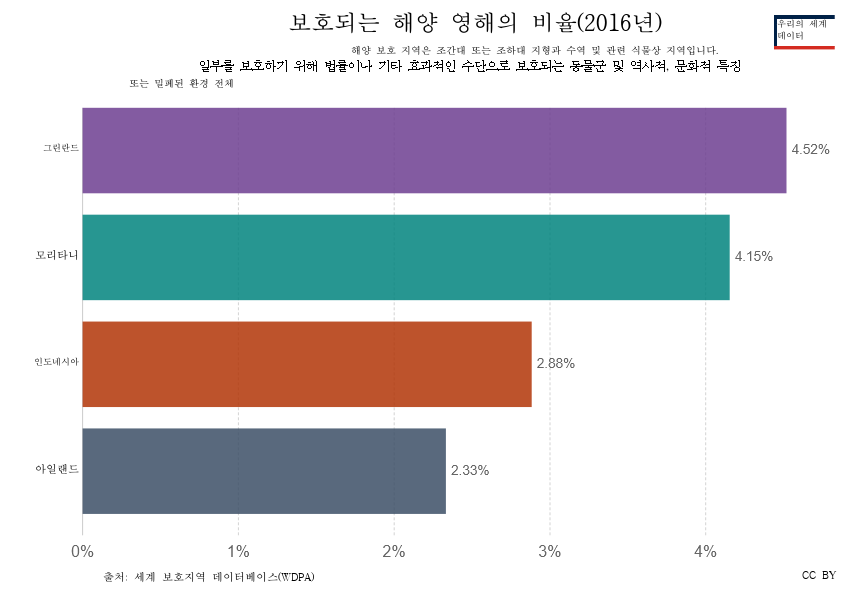 보호되는 해양 영해의 비율(2016년)
우리의 세계
데이터
해양 보호 지역은 조간대 또는 조하대 지형과 수역 및 관련 식물상 지역입니다.
일부를 보호하기 위해 법률이나 기타 효과적인 수단으로 보호되는 동물군 및 역사적, 문화적 특징
또는 밀폐된 환경 전체
그린란드
4.52%
모리타니
4.15%
인도네시아
2.88%
아일랜드
2.33%
0% 1% 2% 3% 4%
출처: 세계 보호지역 데이터베이스(WDPA)
CC BY